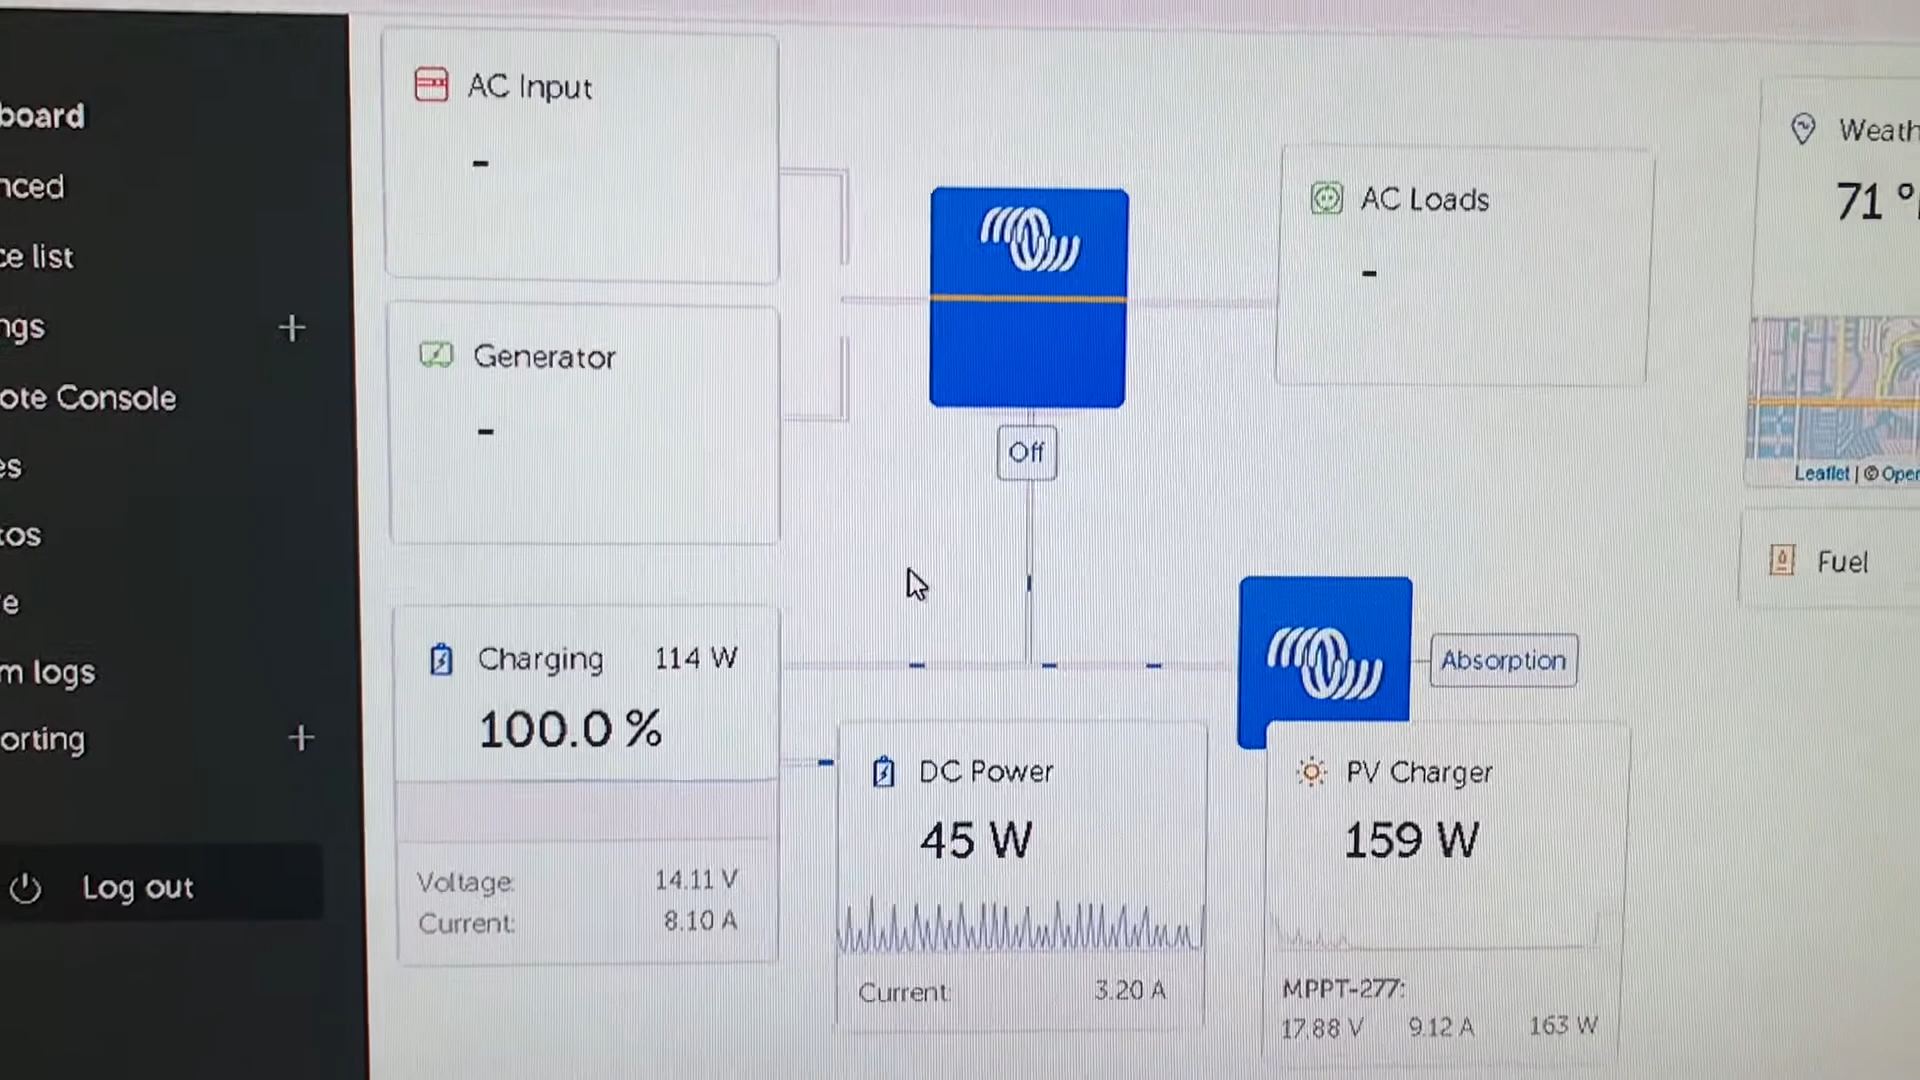 board
nced
ce list
ngs
ote Console
es
tos
e
m logs
orting
Log out
AC Input
-
Generator
-
Charging 114 W
100.0 %
Voltage: 14.11 V
Current: 8.10 A
Off
AC Loads
-
Absorption
DC Power
45 W
Current: 3.20 A
PV Charger
159 W
MPPT-277:
17.88 V 9.12 A 163 W
Weath
71 °
Leaflet | © Oper
Fuel